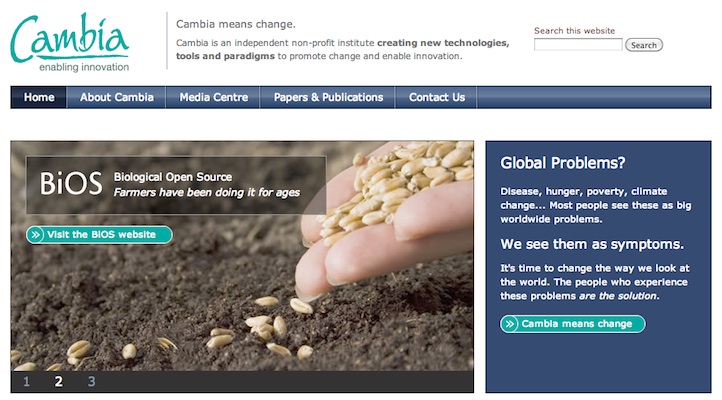 Cambia
enabling innovation
Cambia means change.
Cambia is an independent non-profit institute creating new technologies,
tools and paradigms to promote change and enable innovation.
Search this website
Search
Home
About Cambia
Media Centre
Papers & Publications
Contact Us
BiOS
Biological Open Source
Farmers have been doing it for ages
Visit the BiOS website
1 2 3
Global Problems?
Disease, hunger, poverty, climate
change... Most people see these as big
worldwide problems.
We see them as symptoms.
It's time to change the way we look at
the world. The people who experience
these problems are the solution.
Cambia means change